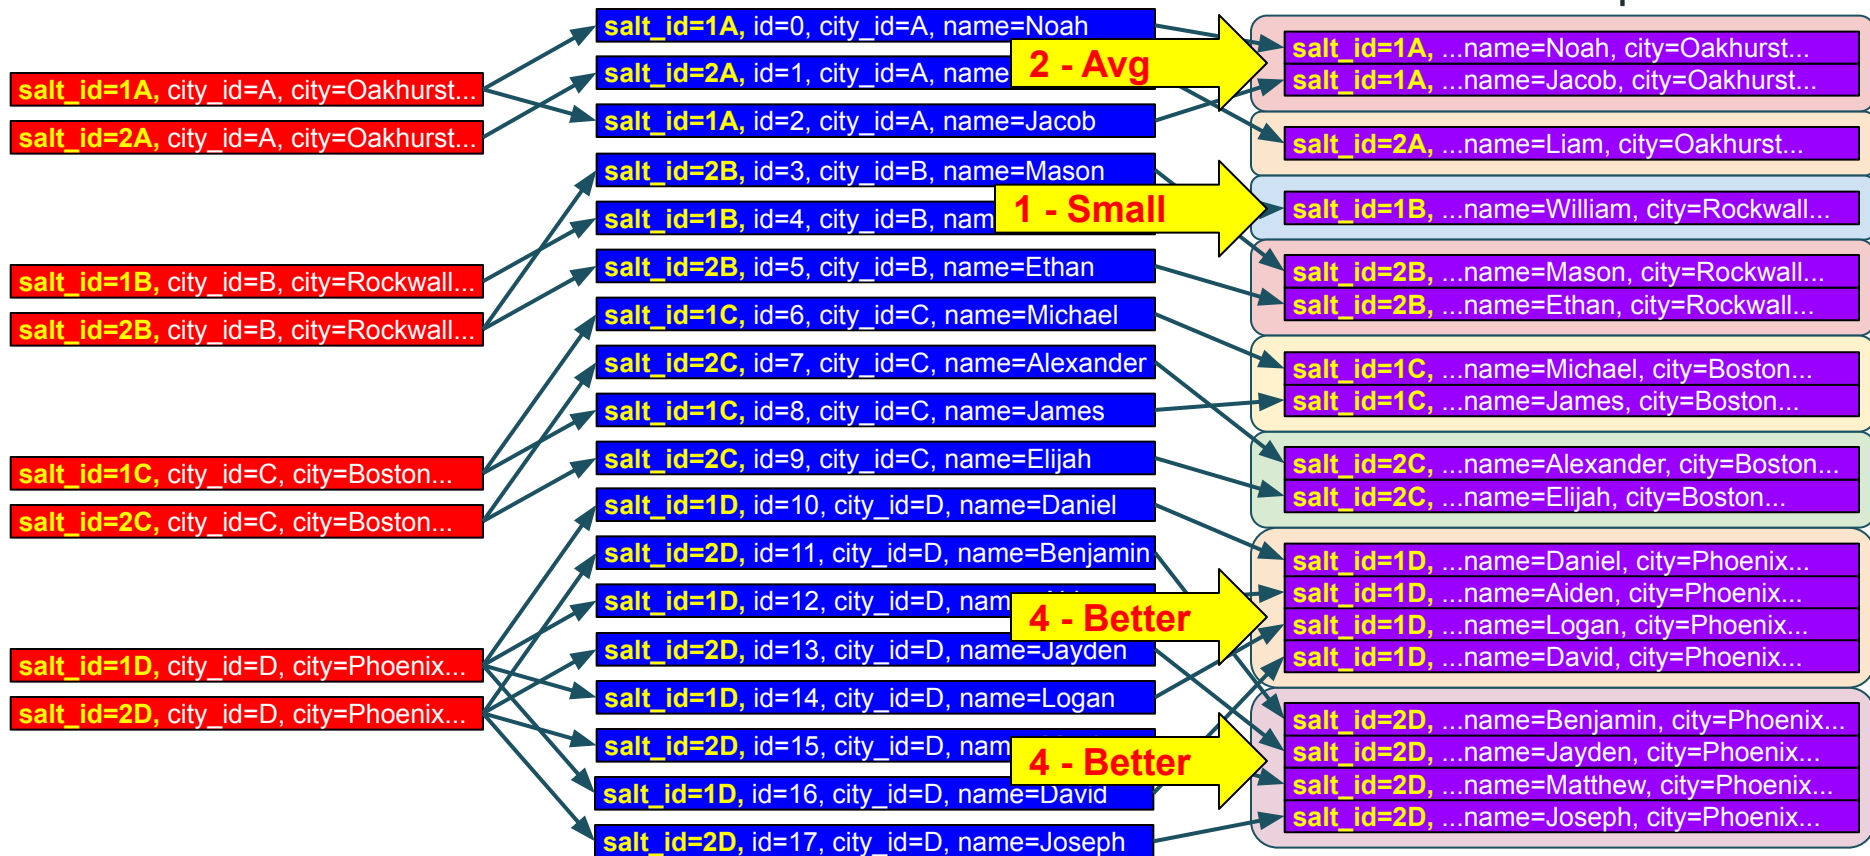 salt_id=1A, city_id=A, city=Oakhurst...
salt_id=2A, city_id=A, city=Oakhurst...
salt_id=1B, city_id=B, city=Rockwall...
salt_id=2B, city_id=B, city=Rockwall...
salt_id=1C, city_id=C, city=Boston...
salt_id=2C, city_id=C, city=Boston...
salt_id=1D, city_id=D, city=Phoenix...
salt_id=2D, city_id=D, city=Phoenix...
salt_id=1A, id=0, city_id=A, name=Noah
salt_id=2A, id=1, city_id=A, name
salt_id=1A, id=2, city_id=A, name=Jacob
salt_id=2B, id=3, city_id=B, name=Mason
salt_id=1B, id=4, city_id=B, nam
salt_id=2B, id=5, city_id=B, name=Ethan
salt_id=1C, id=6, city_id=C, name=Michael
salt_id=2C, id=7, city_id=C, name=Alexander
salt_id=1C, id=8, city_id=C, name=James
salt_id=2C, id=9, city_id=C, name=Elijah
salt_id=1D, id=10, city_id=D, name=Daniel
salt_id=2D, id=11, city_id=D, name=Benjamin
salt_id=1D, id=12, city_id=D, nam
salt_id=2D, id=13, city_id=D, name=Jayden
salt_id=1D, id=14, city_id=D, name=Logan
salt_id=2D, id=15, city_id=D, nam
salt_id=1D, id=16, city_id=D, name=David
salt_id=2D, id=17, city_id=D, name=Joseph
2 - Avg
1 - Small
4 - Better
4 - Better
salt_id=1A, ...name=Noah, city=Oakhurst...
salt_id=1A, ...name=Jacob, city=Oakhurst...
salt_id=2A, ...name=Liam, city=Oakhurst...
salt_id=1B, ...name=William, city=Rockwall...
salt_id=2B, ...name=Mason, city=Rockwall...
salt_id=2B, ...name=Ethan, city=Rockwall...
salt_id=1C, ...name=Michael, city=Boston...
salt_id=1C, ...name=James, city=Boston...
salt_id=2C, ...name=Alexander, city=Boston...
salt_id=2C, ...name=Elijah, city=Boston...
salt_id=1D, ...name=Daniel, city=Phoenix...
salt_id=1D, ...name=Aiden, city=Phoenix...
salt_id=1D, ...name=Logan, city=Phoenix...
salt_id=1D, ...name=David, city=Phoenix...
salt_id=2D, ...name=Benjamin, city=Phoenix...
salt_id=2D, ...name=Jayden, city=Phoenix...
salt_id=2D, ...name=Matthew, city=Phoenix...
salt_id=2D, ...name=Joseph, city=Phoenix...